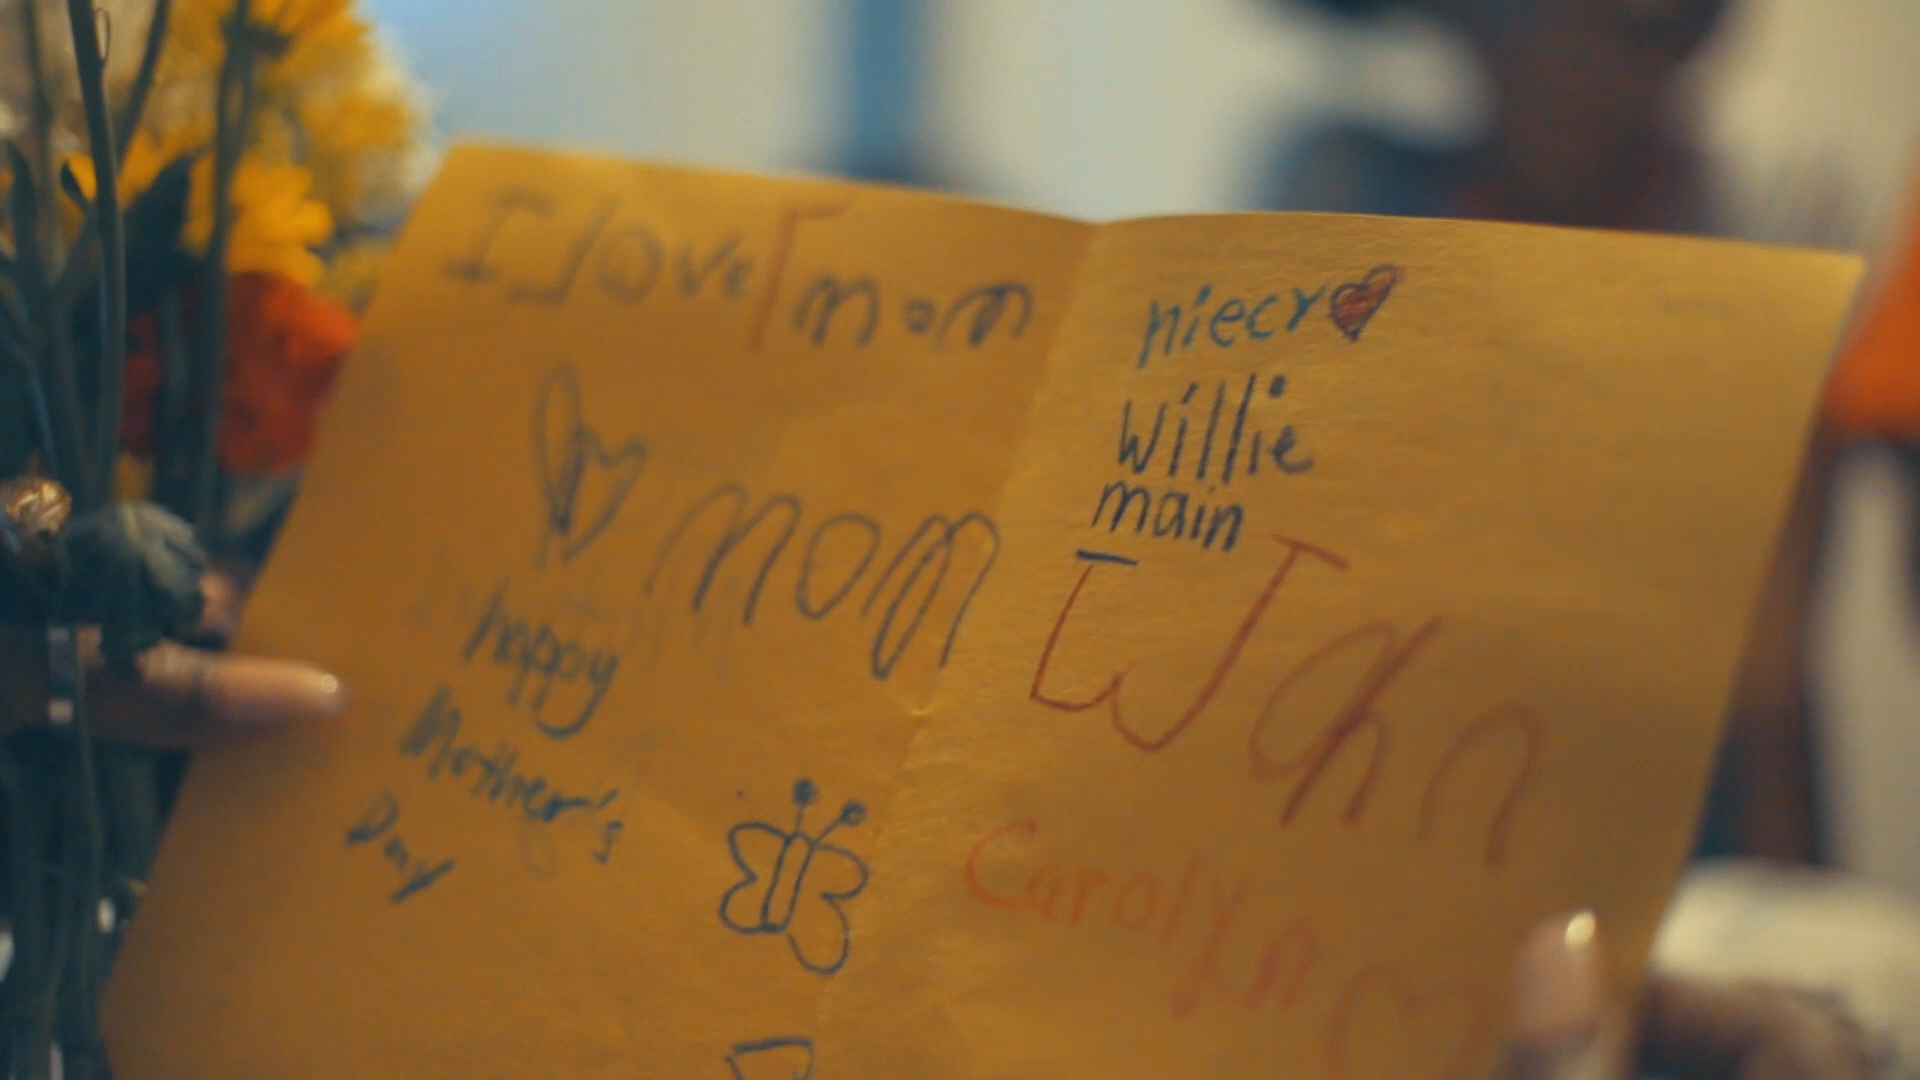 I love mom
mom
happy
Mother's
Day
niecy
Willie
main
Carolyn